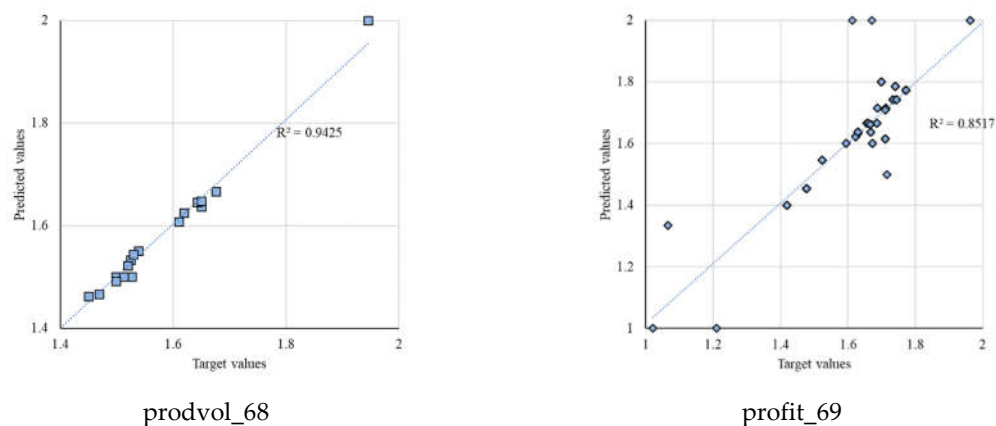 2
1.8
1.6
1.4
1.4
1.6
1.8
2
Predicted values
Target values
R² = 0.9425
prodvol_68
2
1.8
1.6
1.4
1.2
1
1
1.2
1.4
1.6
1.8
2
Predicted values
Target values
R² = 0.8517
profit_69